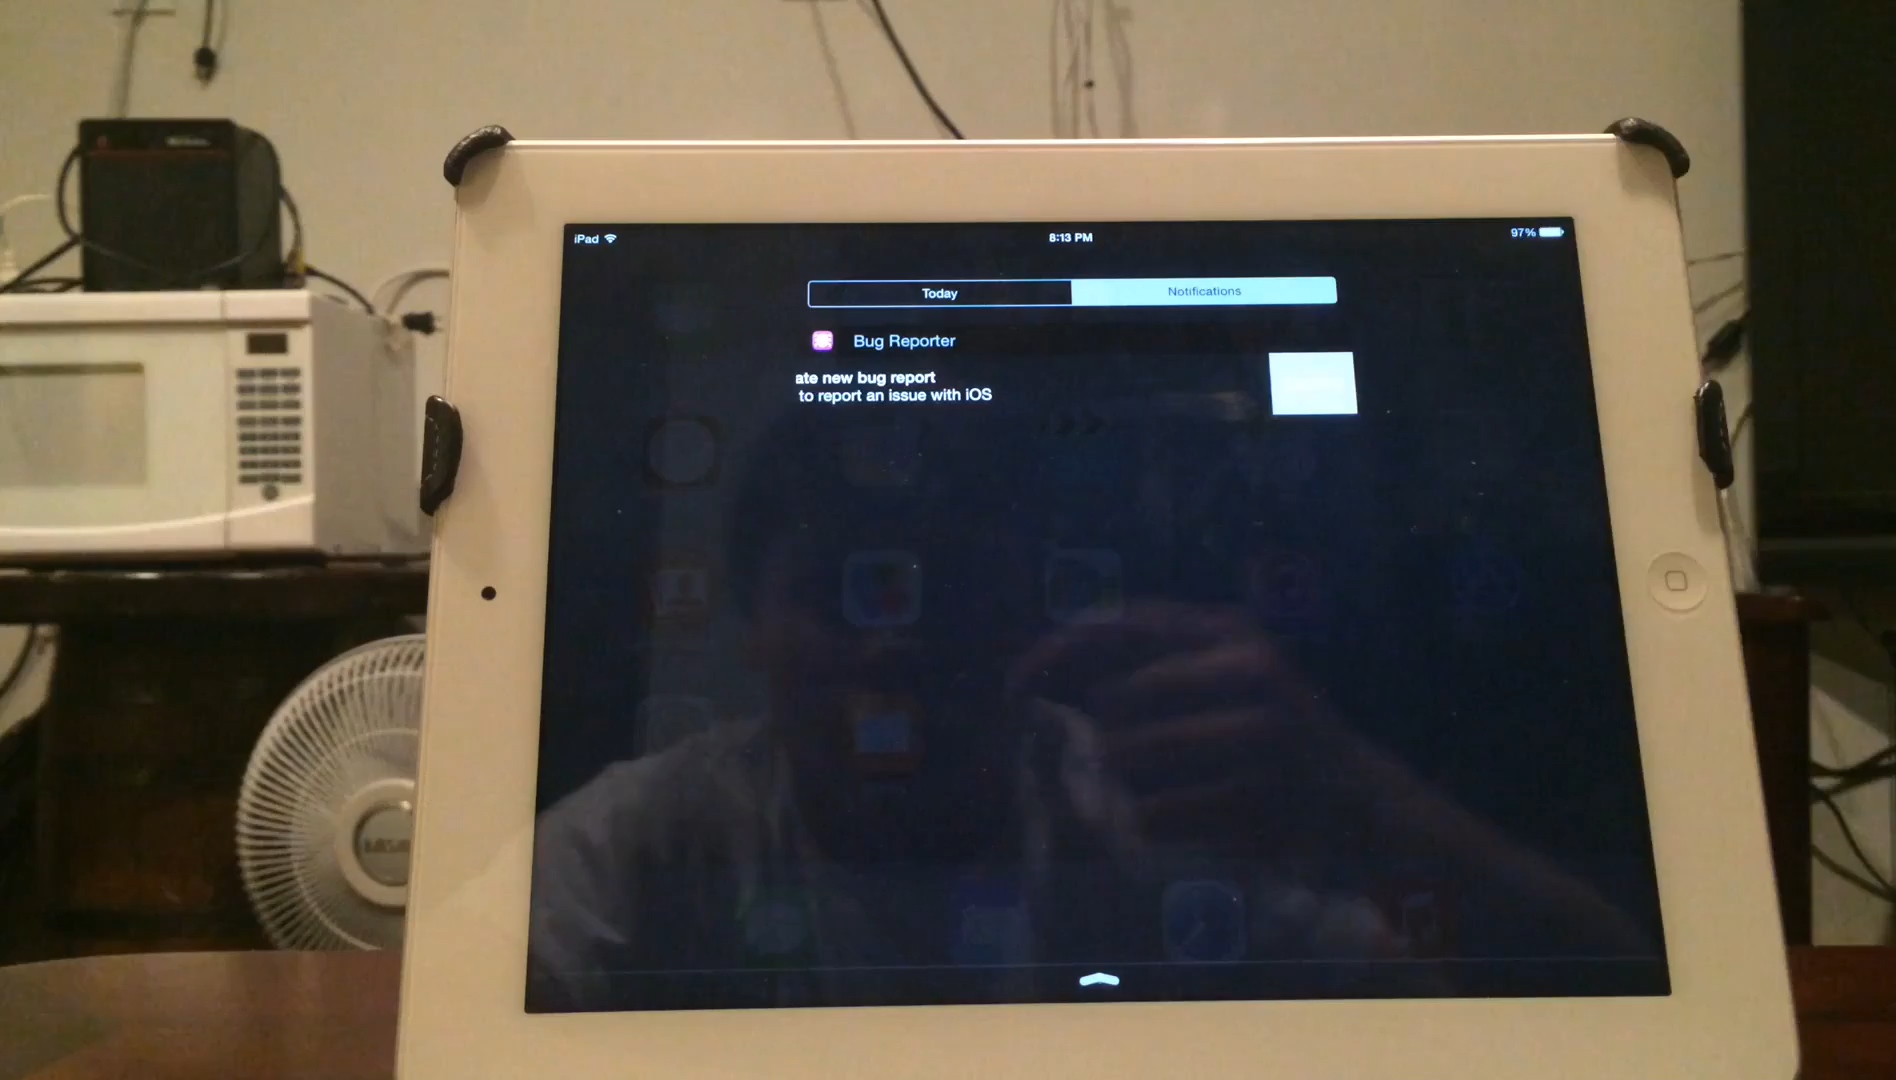 iPad
8:13 PM
97%
Today
Notifications
Bug Reporter
ate new bug report
to report an issue with iOS